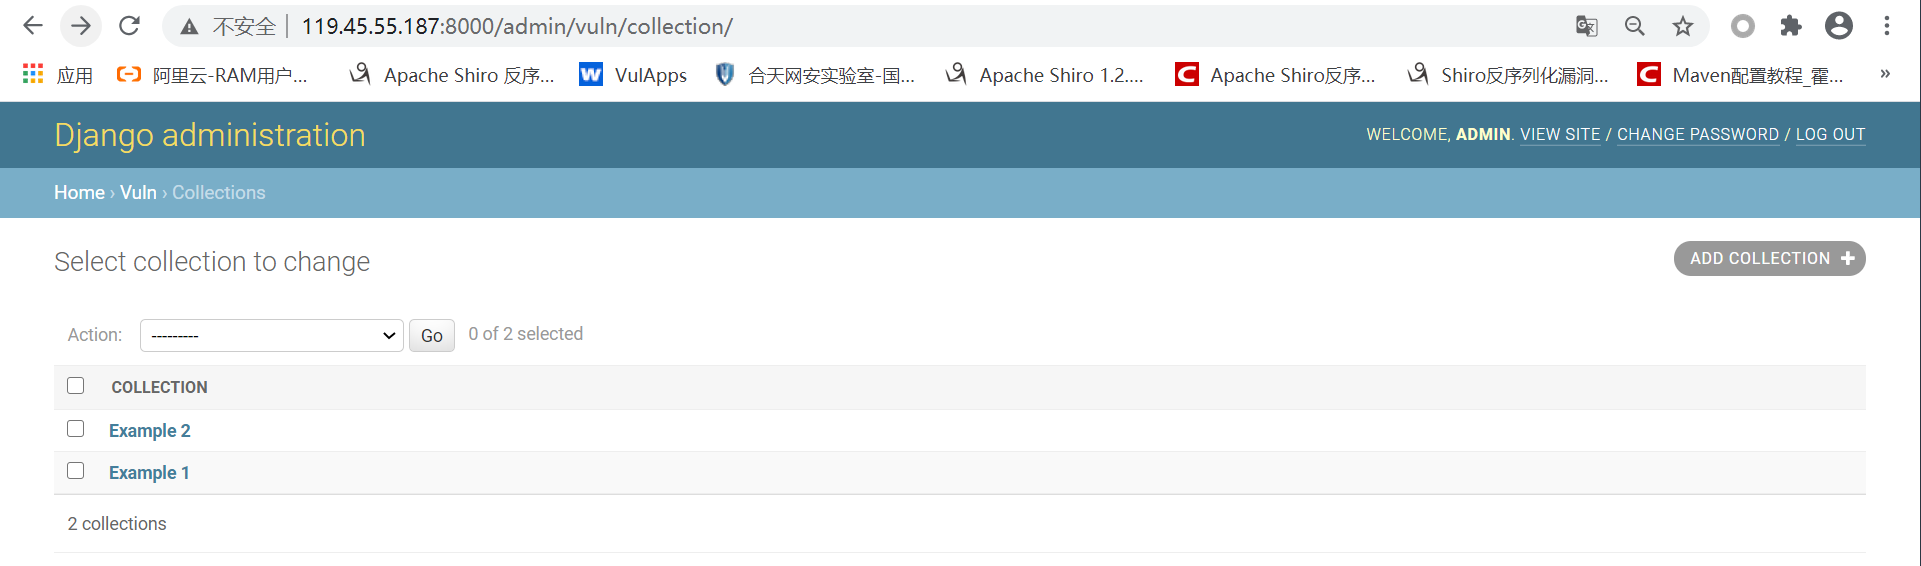 不安全 119.45.55.187:8000/admin/vuln/collection/
应用 阿里云-RAM用户... Apache Shiro 反序... VulApps 合天网安实验室-国... Apache Shiro 1.2.... Apache Shiro反序... Shiro反序列化漏洞... Maven配置教程_霍... »
Django administration
WELCOME, ADMIN. VIEW SITE / CHANGE PASSWORD / LOG OUT
Home › Vuln › Collections
Select collection to change
ADD COLLECTION +
Action: --------- Go 0 of 2 selected
COLLECTION
Example 2
Example 1
2 collections